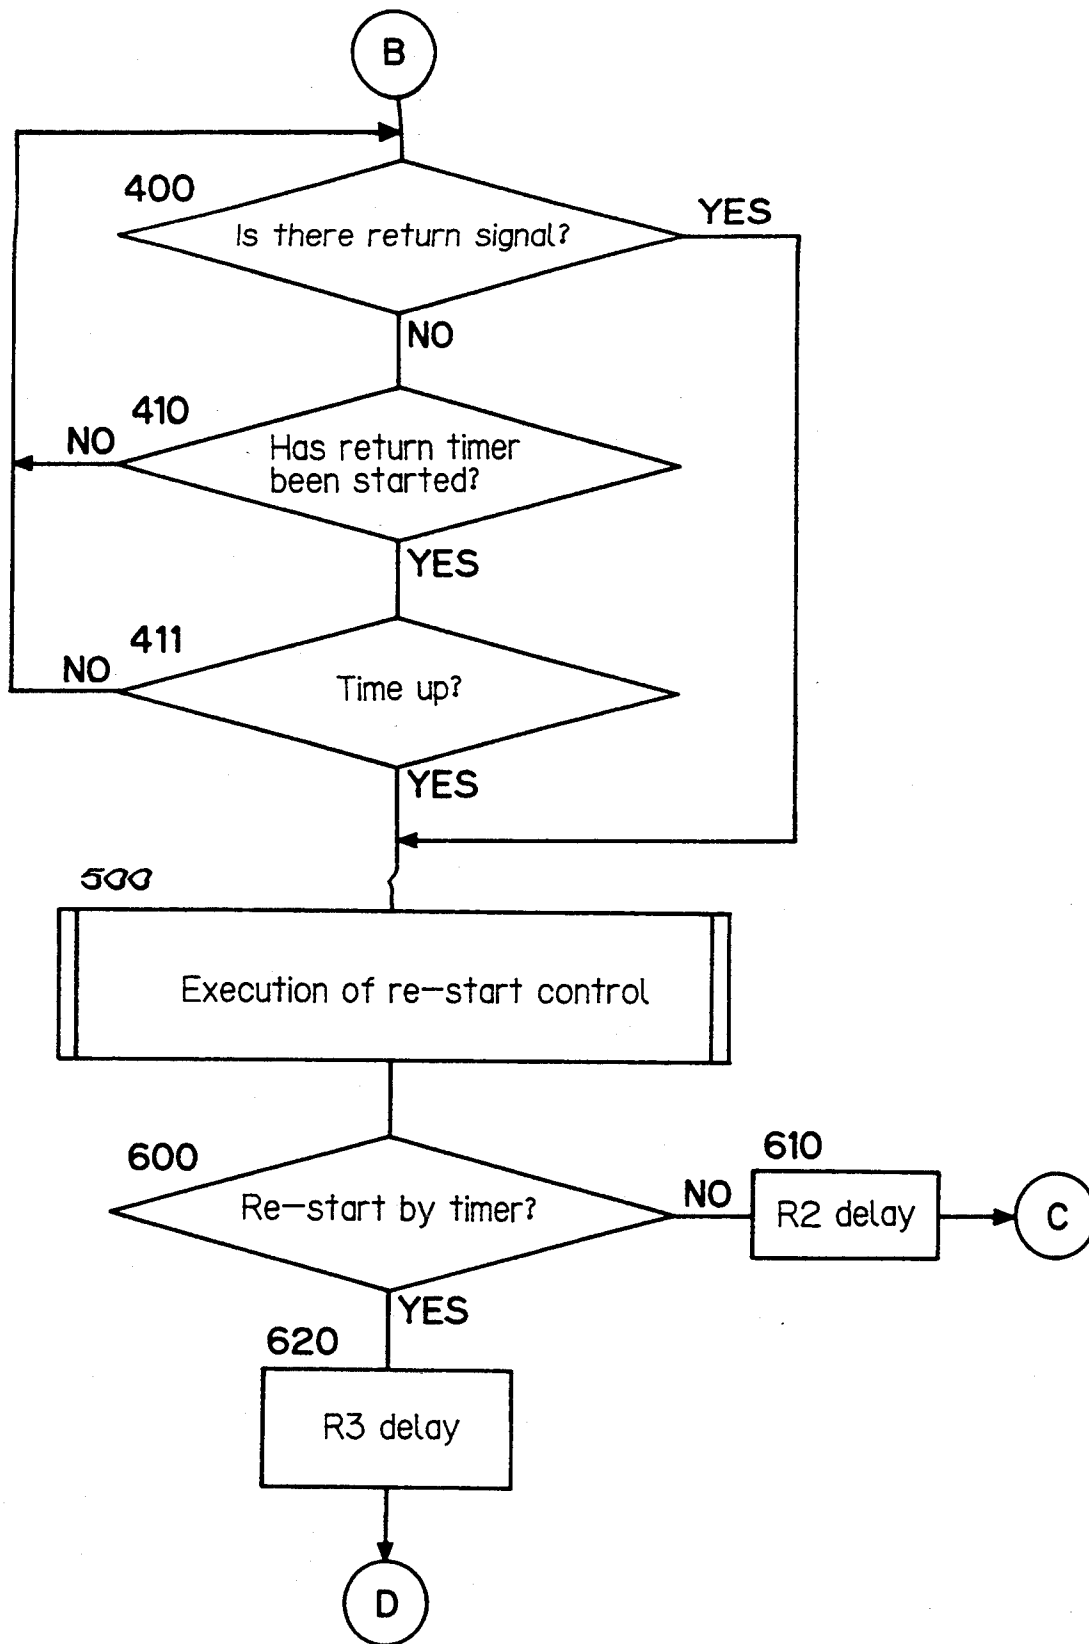 B
400
Is there return signal?
YES
NO
410
NO
Has return timer
been started?
YES
411
NO
Time up?
YES
500
Execution of re-start control
600
Re-start by timer?
NO
610
R2 delay
C
YES
620
R3 delay
D